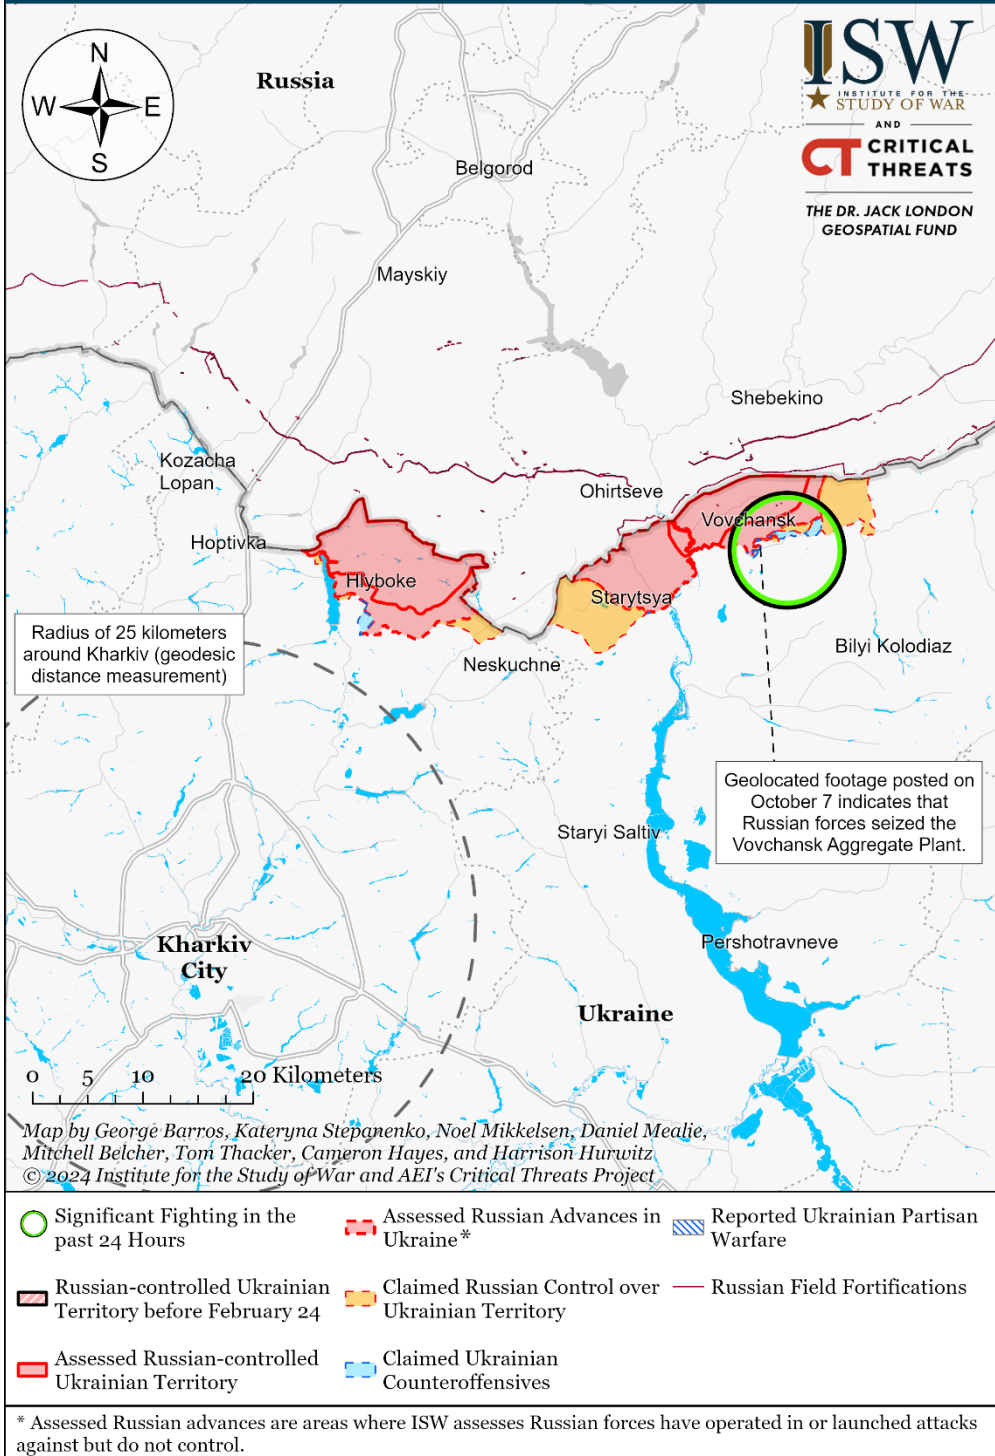 N
W
E
S
Russia
ISW
INSTITUTE FOR THE
STUDY OF WAR
AND
CT CRITICAL
THREATS
THE DR. JACK LONDON
GEOSPATIAL FUND
Belgorod
Mayskiy
Shebekino
Kozacha
Lopan
Ohirtseve
Vovchansk
Hoptivka
Hlyboke
Starytsya
Radius of 25 kilometers
around Kharkiv (geodesic
distance measurement)
Neskuchne
Bilyi Kolodiaz
Geolocated footage posted on
October 7 indicates that
Russian forces seized the
Vovchansk Aggregate Plant.
Staryi Saltiv
Kharkiv
City
Pershotravneve
Ukraine
0 5 10 20 Kilometers
Map by George Barros, Kateryna Stepanenko, Noel Mikkelsen, Daniel Mealie,
Mitchell Belcher, Tom Thacker, Cameron Hayes, and Harrison Hurwitz
© 2024 Institute for the Study of War and AEI's Critical Threats Project
Significant Fighting in the
past 24 Hours
Russian-controlled Ukrainian
Territory before February 24
Assessed Russian-controlled
Ukrainian Territory
Assessed Russian Advances in
Ukraine*
Claimed Russian Control over
Ukrainian Territory
Claimed Ukrainian
Counteroffensives
Reported Ukrainian Partisan
Warfare
Russian Field Fortifications
* Assessed Russian advances are areas where ISW assesses Russian forces have operated in or launched attacks
against but do not control.